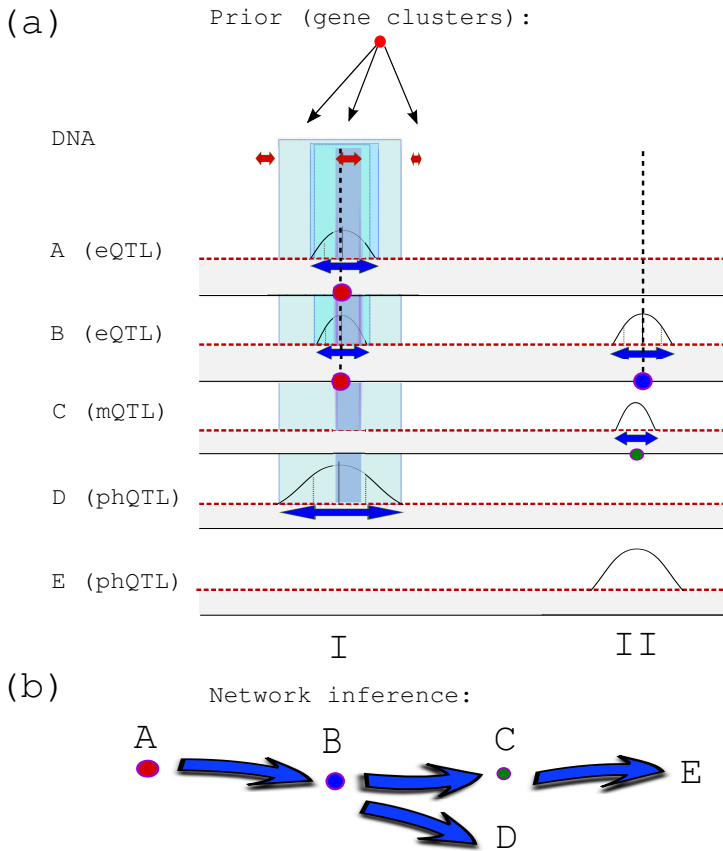 (a)
Prior (gene clusters):
DNA
A (eQTL)
B (eQTL)
C (mQTL)
D (phQTL)
E (phQTL)
I II
(b)
Network inference:
A B C E
D